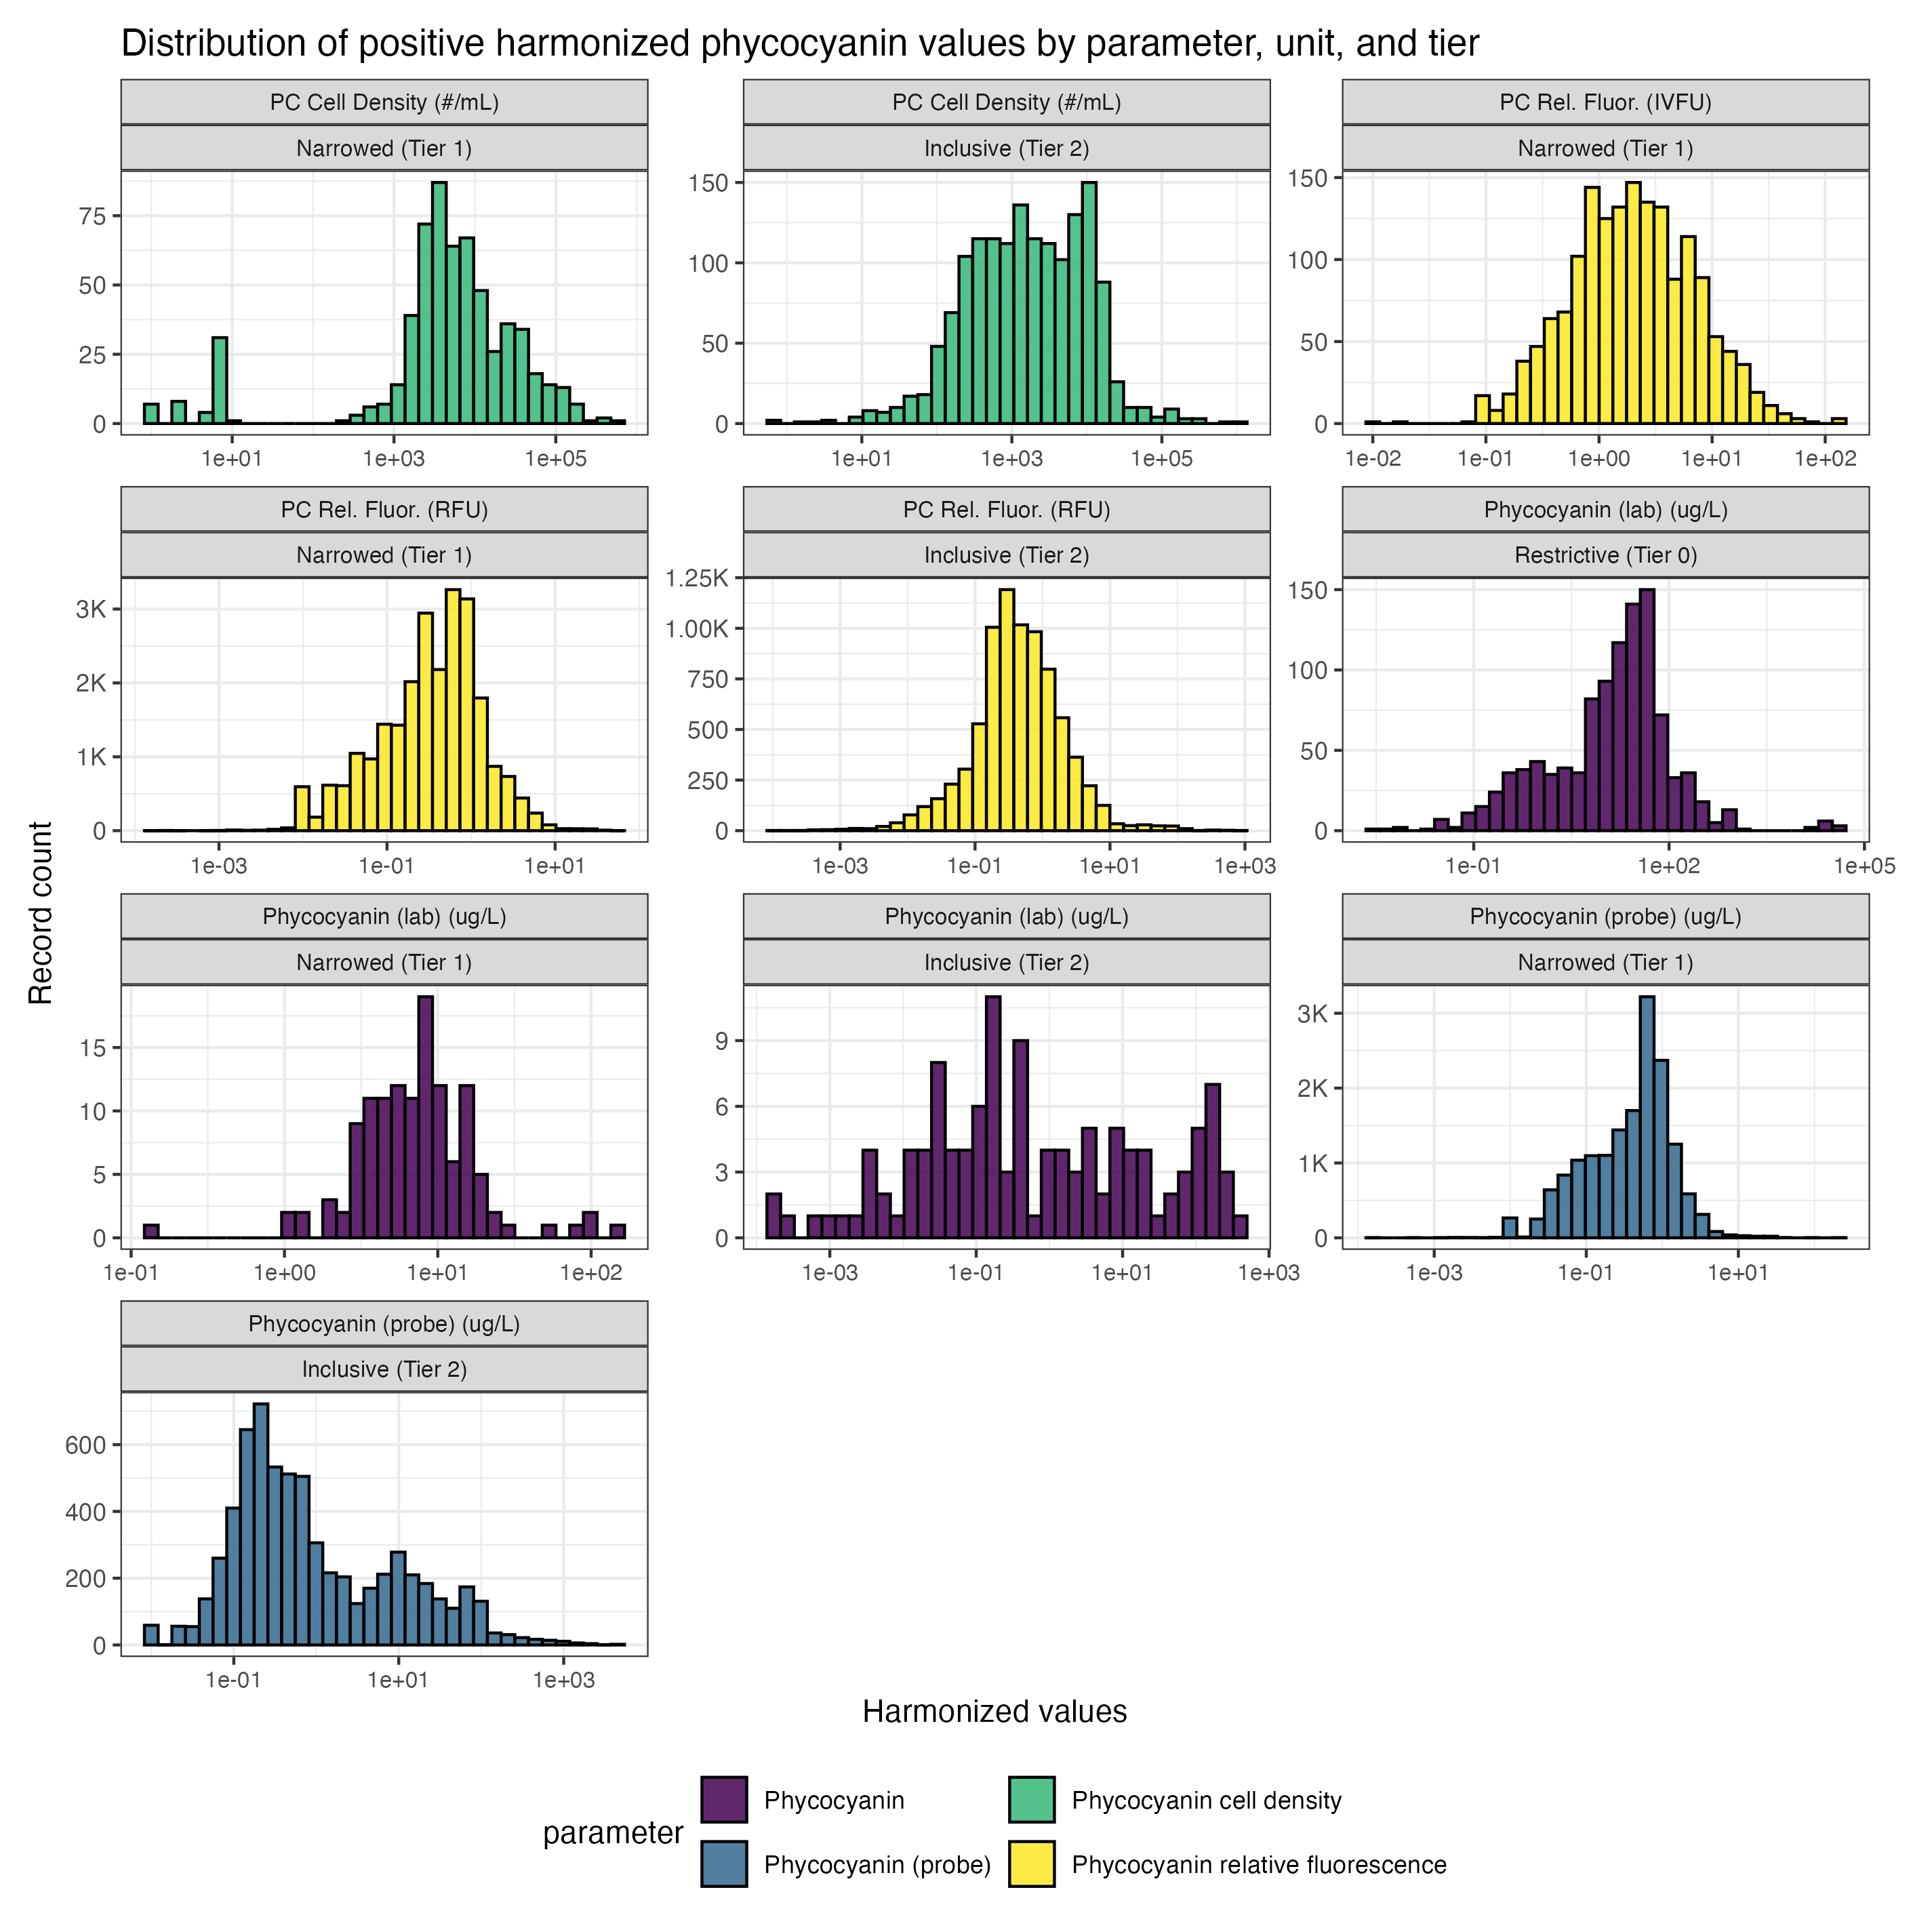 Distribution of positive harmonized phycocyanin values by parameter, unit, and tier
PC Cell Density (#/mL)
Narrowed (Tier 1)
75
50
25
0
1e+01 1e+03 1e+05
PC Cell Density (#/mL)
Inclusive (Tier 2)
150
100
50
0
1e+01 1e+03 1e+05
PC Rel. Fluor. (IVFU)
Narrowed (Tier 1)
150
100
50
0
1e-02 1e-01 1e+00 1e+01 1e+02
PC Rel. Fluor. (RFU)
Narrowed (Tier 1)
3K
2K
1K
0
1e-03 1e-01 1e+01
PC Rel. Fluor. (RFU)
Inclusive (Tier 2)
1.25K
1.00K
750
500
250
0
1e-03 1e-01 1e+01 1e+03
Phycocyanin (lab) (ug/L)
Restrictive (Tier 0)
150
100
50
0
1e-01 1e+02 1e+05
Phycocyanin (lab) (ug/L)
Narrowed (Tier 1)
15
10
5
0
1e-01 1e+00 1e+01 1e+02
Phycocyanin (lab) (ug/L)
Inclusive (Tier 2)
9
6
3
0
1e-03 1e-01 1e+01 1e+03
Phycocyanin (probe) (ug/L)
Narrowed (Tier 1)
3K
2K
1K
0
1e-03 1e-01 1e+01
Phycocyanin (probe) (ug/L)
Inclusive (Tier 2)
600
400
200
0
1e-01 1e+01 1e+03
Record count
Harmonized values
parameter
Phycocyanin
Phycocyanin (probe)
Phycocyanin cell density
Phycocyanin relative fluorescence